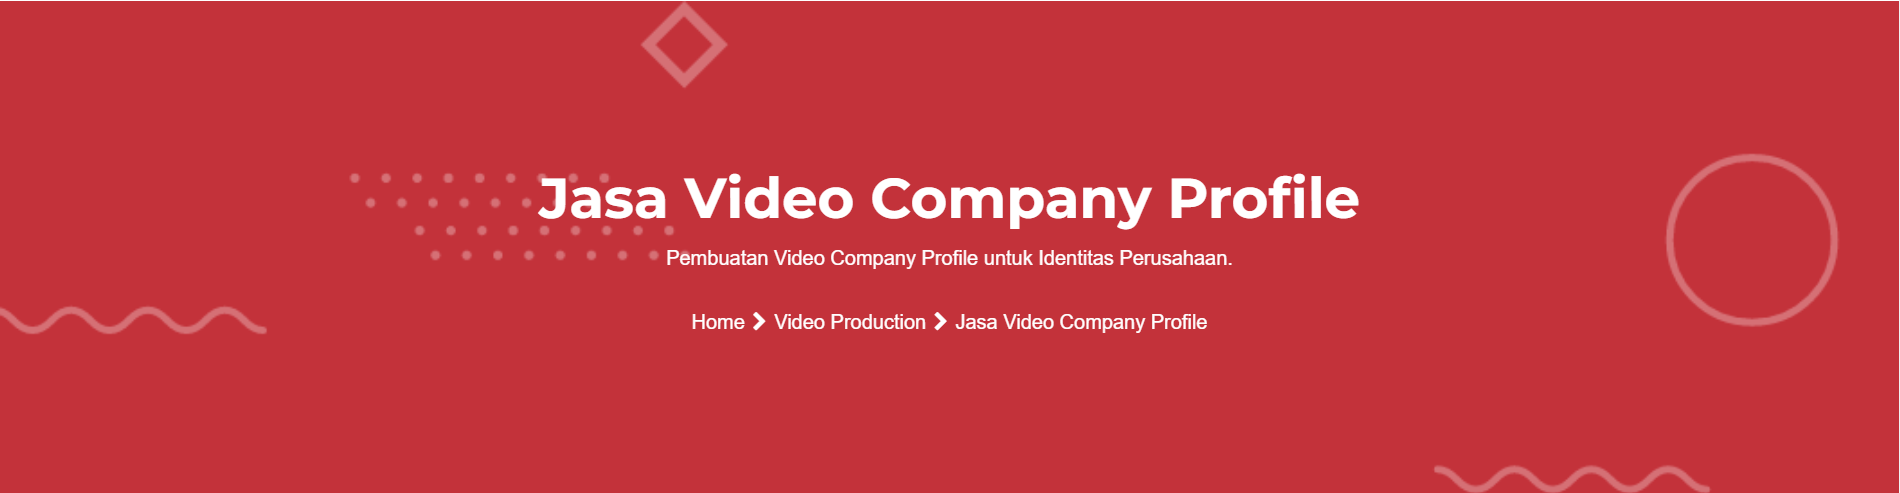 Jasa Video Company Profile
Pembuatan Video Company Profile untuk Identitas Perusahaan.
Home > Video Production > Jasa Video Company Profile